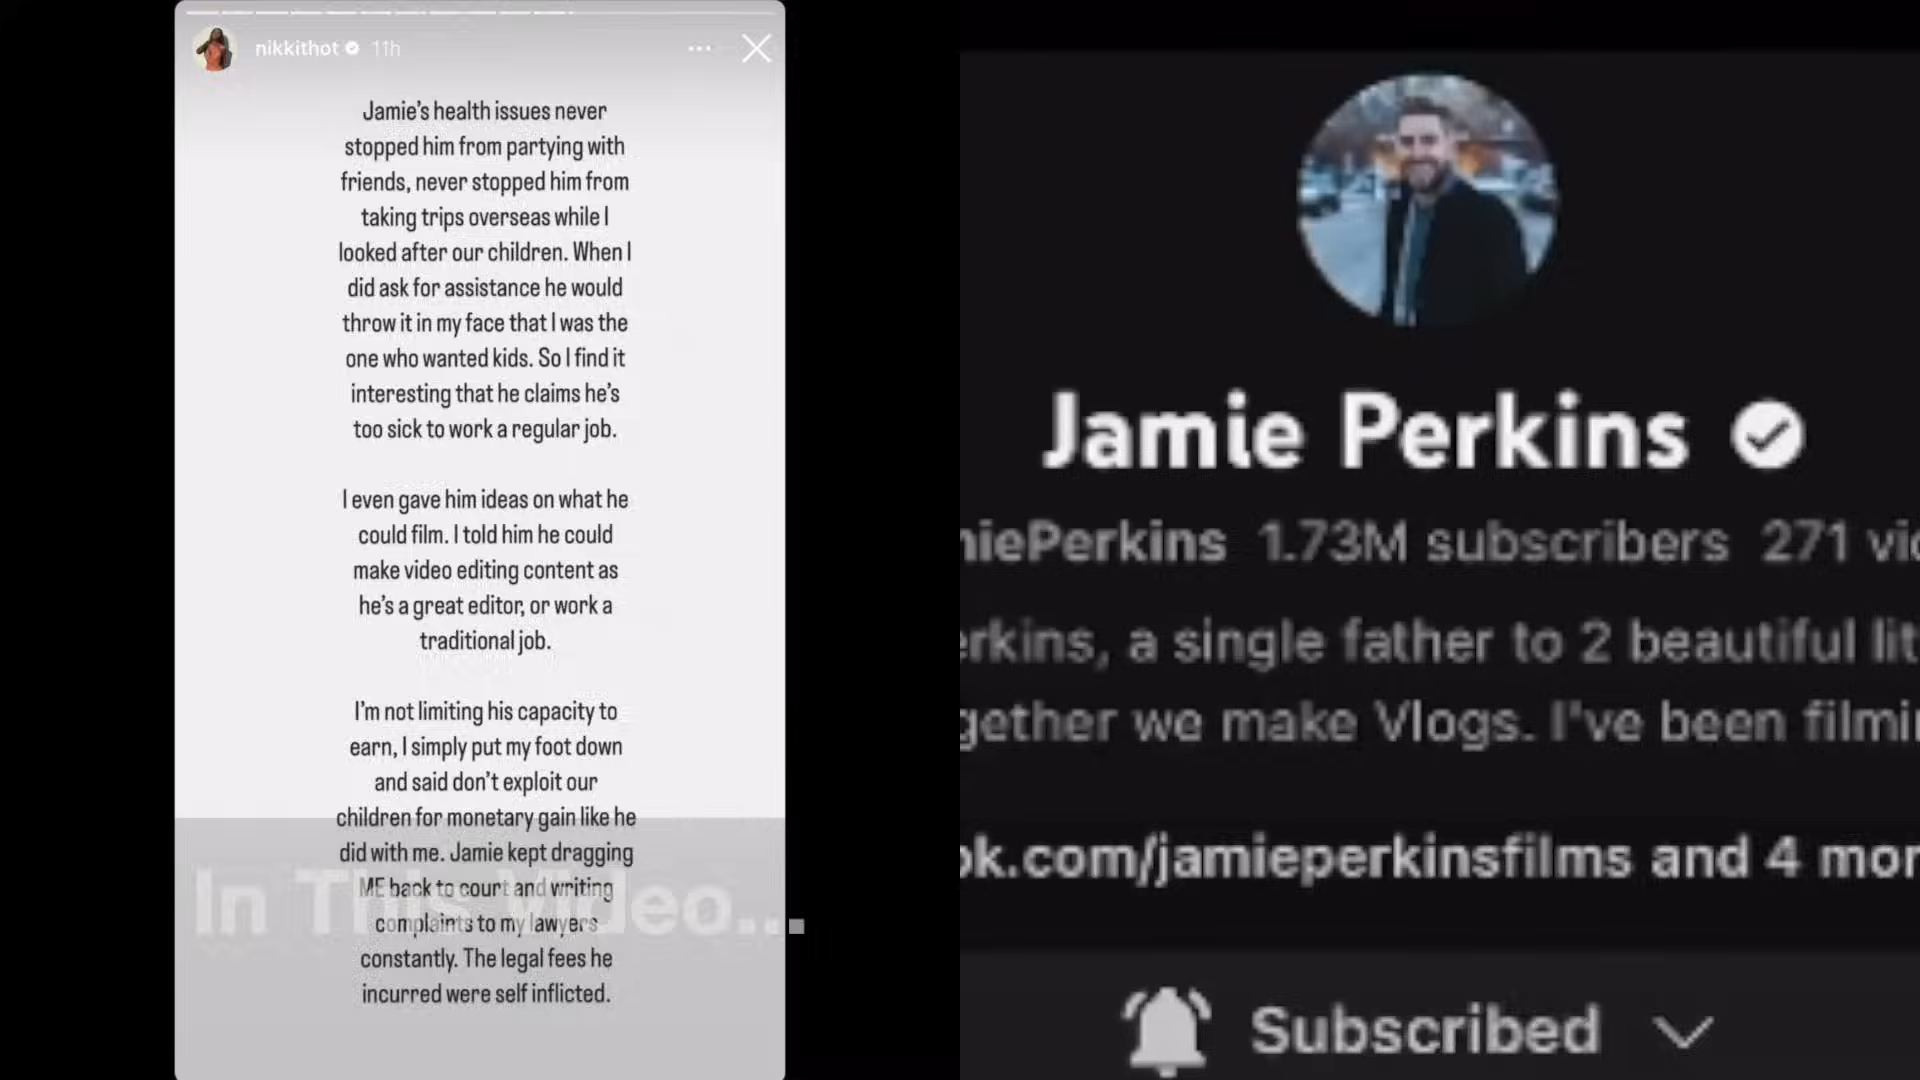 nikkithot 11h
Jamie's health issues never
stopped him from partying with
friends, never stopped him from
taking trips overseas while I
looked after our children. When I
did ask for assistance he would
throw it in my face that I was the
one who wanted kids. So I find it
interesting that he claims he's
too sick to work a regular job.
I even gave him ideas on what he
could film. I told him he could
make video editing content as
he's a great editor, or work a
traditional job.
I'm not limiting his capacity to
earn, I simply put my foot down
and said don't exploit our
children for monetary gain like he
did with me. Jamie kept dragging
ME back to court and writing
complaints to my lawyers
constantly. The legal fees he
incurred were self inflicted.
In This Video...
Jamie Perkins
niePerkins 1.73M subscribers 271 vic
erkins, a single father to 2 beautiful lit
gether we make Vlogs. I've been filmin
ok.com/jamieperkinsfilms and 4 mor
Subscribed